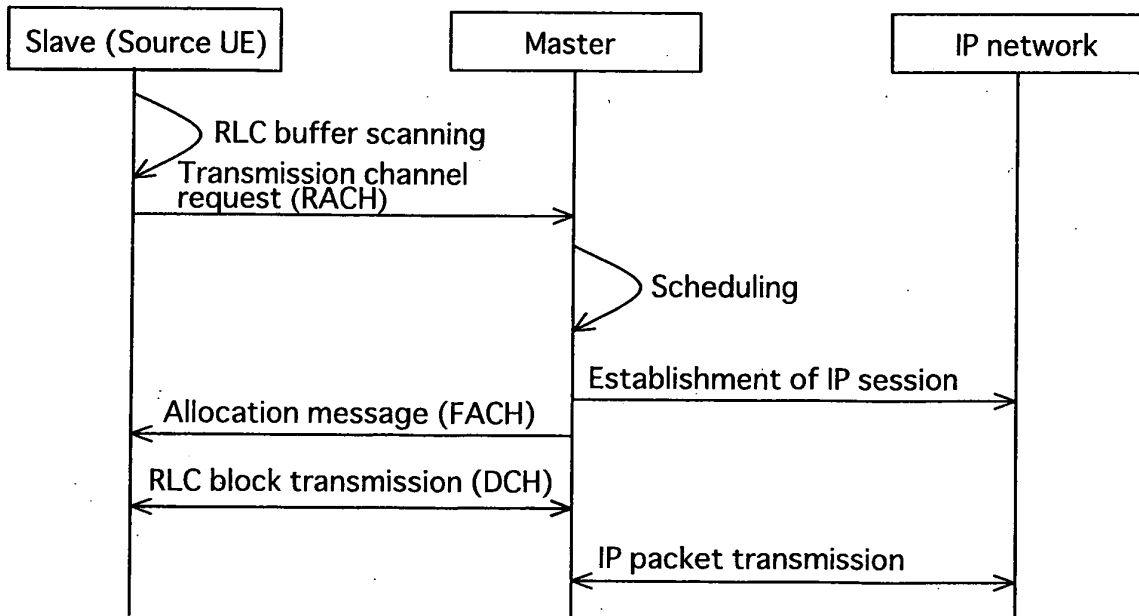 Slave (Source UE)
Master
IP network
RLC buffer scanning
Transmission channel
request (RACH)
Scheduling
Establishment of IP session
Allocation message (FACH)
RLC block transmission (DCH)
IP packet transmission